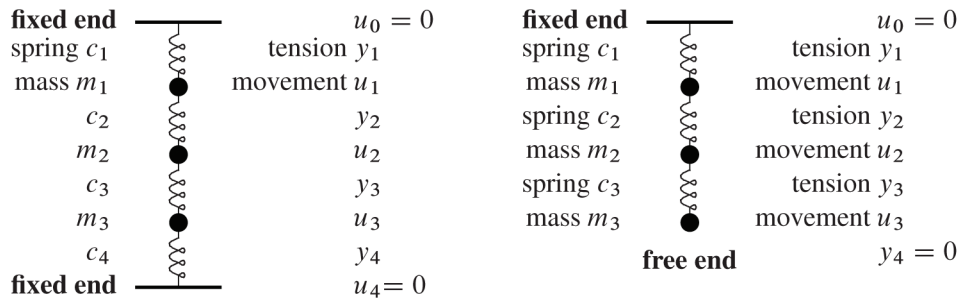 fixed end u₀ = 0
spring c₁ tension y₁
mass m₁ movement u₁
c₂ y₂
m₂ u₂
c₃ y₃
m₃ u₃
c₄ y₄
fixed end u₄ = 0
fixed end u₀ = 0
spring c₁ tension y₁
mass m₁ movement u₁
spring c₂ tension y₂
mass m₂ movement u₂
spring c₃ tension y₃
mass m₃ movement u₃
free end y₄ = 0